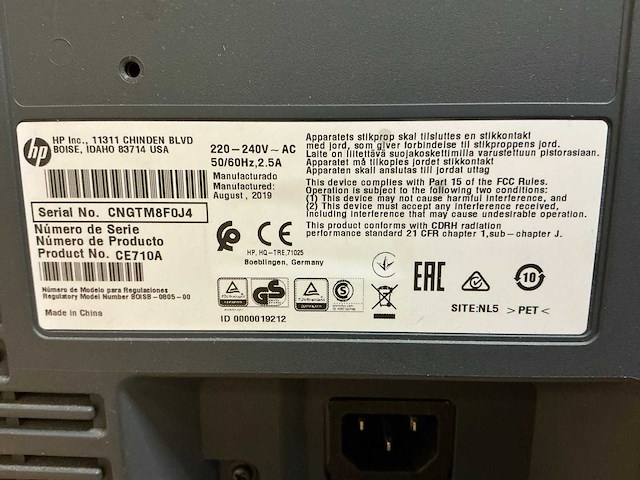 hp
HP Inc., 11311 CHINDEN BLVD
BOISE, IDAHO 83714 USA
Serial No. CNGTM8F0J4
Número de Serie
Número de Producto
Product No. CE710A
Número de Modelo para Regulaciones
Regulatory Model Number BOISB-0805-00
Made in China
220-240V~ AC
50/60Hz, 2.5A
Manufacturado
Manufactured:
August, 2019
HP, HQ-TRE, 71025
Boeblingen, Germany
ID 0000019212
Apparatets stikprop skal tilsluttes en stikkontakt
med jord, som giver forbindelse til stikproppens jord.
Laite on liitettävä suojakoskettimilla varustettuun pistorasiaan.
Apparatet må tilkoples jordet stikkontakt
Apparaten skall anslutas till jordat uttag
This device complies with Part 15 of the FCC Rules.
Operation is subject to the following two conditions:
(1) This device may not cause harmful interference, and
(2) This device must accept any interference received,
including interference that may cause undesirable operation.
This product conforms with CDRH radiation
performance standard 21 CFR chapter 1,sub-chapter J.
CE
GS
S
EAC
10
SITE:NL5 >PET<